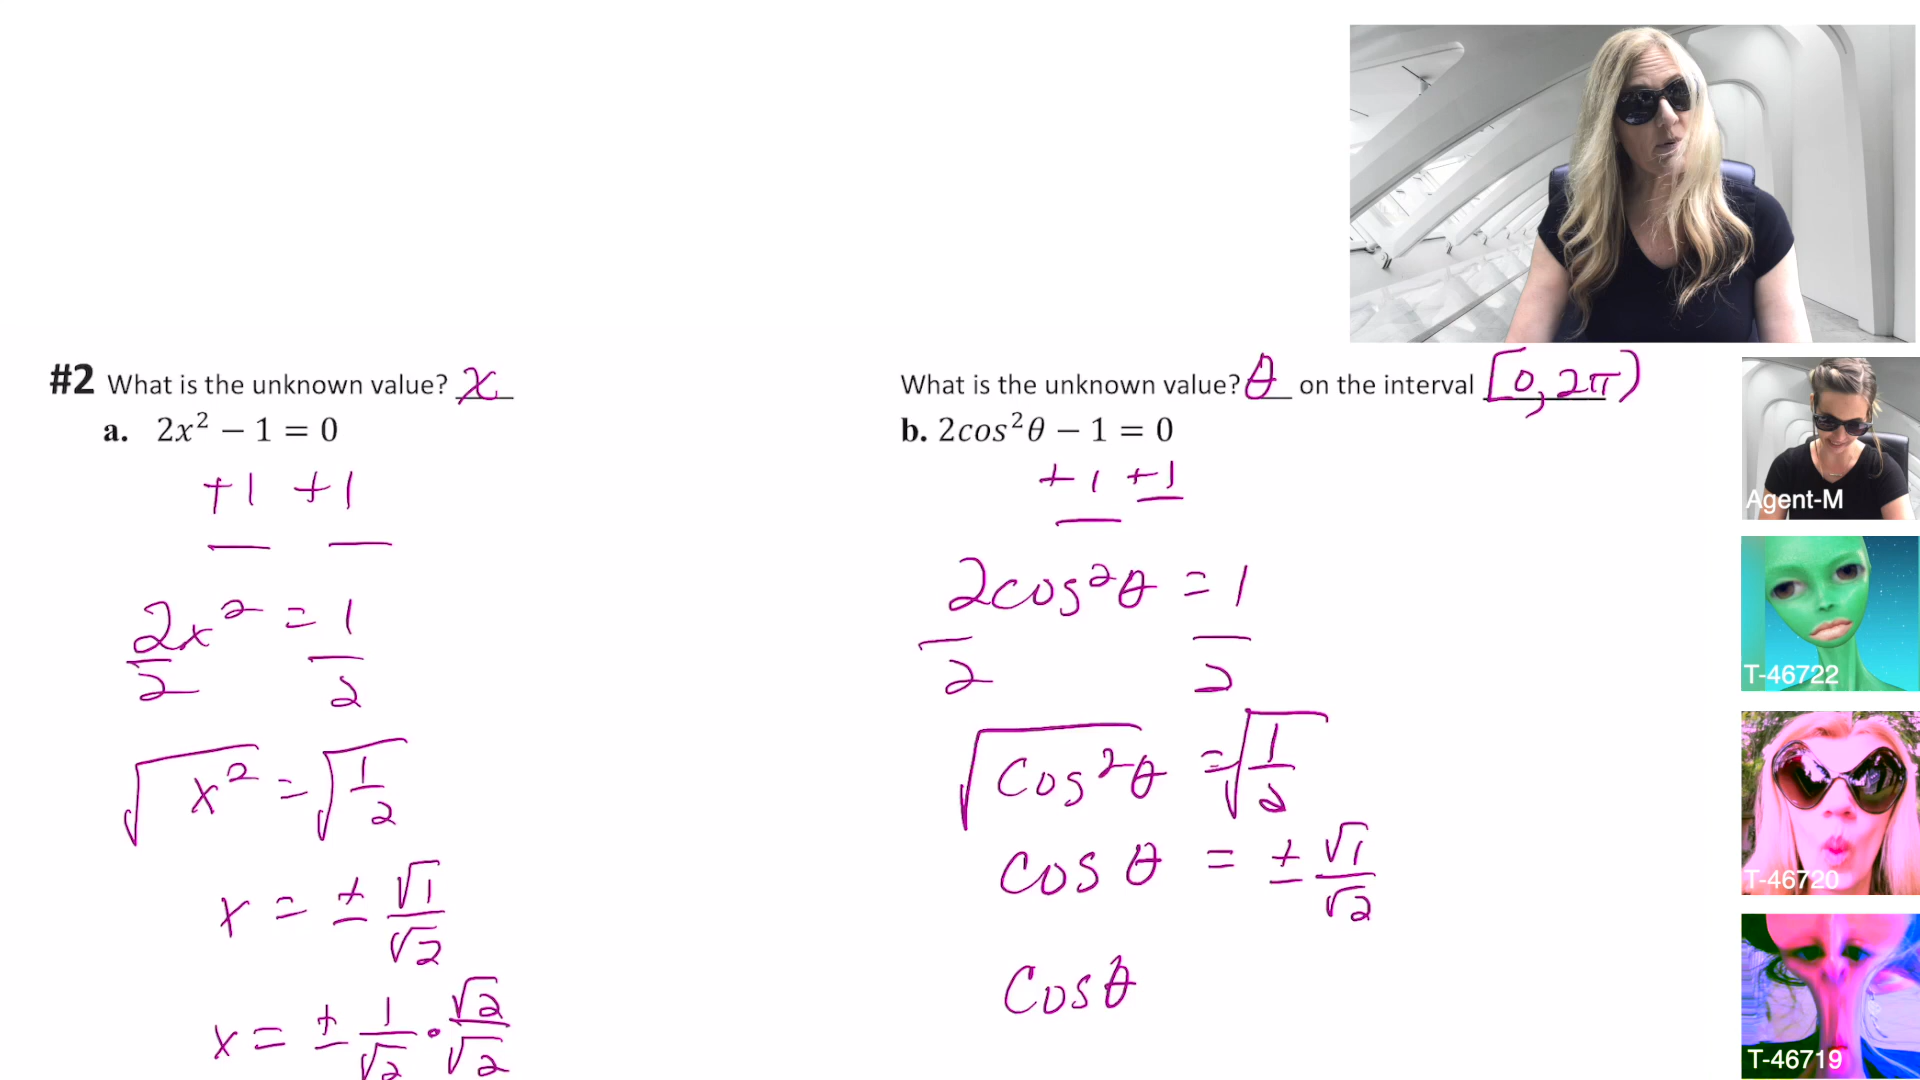 #2 What is the unknown value? x
a. 2x² − 1 = 0
+1 +1
2x² = 1
2 2
√x² = √1/2
x = ± √1/√2
x = ± 1/√2 • √2/√2
What is the unknown value? θ on the interval [0, 2π)
b. 2cos²θ − 1 = 0
+1 +1
2cos²θ = 1
2 2
√cos²θ = √1/2
cos θ = ± √1/√2
cosθ
Agent-M
T-46722
T-46720
T-46719